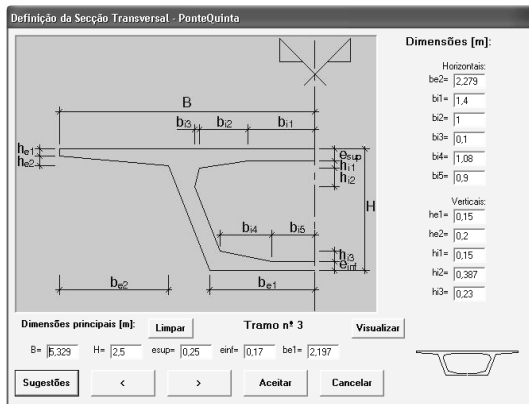 Definição da Secção Transversal - PonteQuinta
Dimensões [m]:
Horizontais:
be2= 2,279
bi1= 1,4
bi2= 1
bi3= 0,1
bi4= 1,08
bi5= 0,9
Verticais:
he1= 0,15
he2= 0,2
hi1= 0,15
hi2= 0,387
hi3= 0,23
B
bi3 bi2 bi1
he1
he2
esup
hi1
hi2
H
bi4 bi5
hi3
einf
be2
be1
Dimensões principais [m]: Limpar Tramo nº 3 Visualizar
B= 5,329 H= 2,5 esup= 0,25 einf= 0,17 be1= 2,197
Sugestões < > Aceitar Cancelar